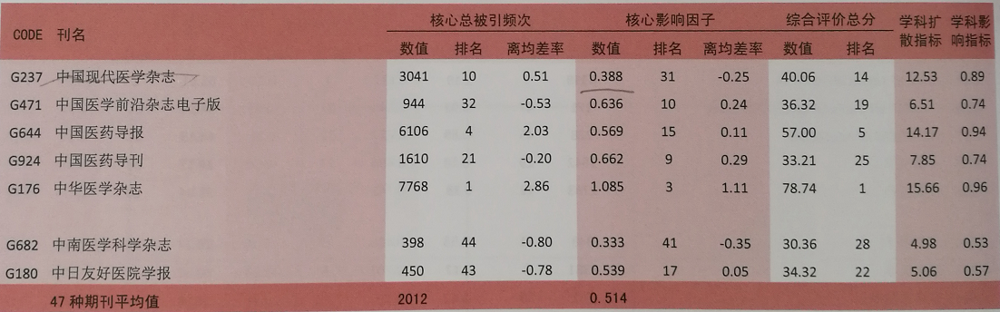 核心总被引频次 核心影响因子 综合评价总分 学科扩散指标 学科影响指标
CODE 刊名 数值 排名 离均差率 数值 排名 离均差率 数值 排名
G237 中国现代医学杂志 3041 10 0.51 0.388 31 -0.25 40.06 14 12.53 0.89
G471 中国医学前沿杂志电子版 944 32 -0.53 0.636 10 0.24 36.32 19 6.51 0.74
G644 中国医药导报 6106 4 2.03 0.569 15 0.11 57.00 5 14.17 0.94
G924 中国医药导刊 1610 21 -0.20 0.662 9 0.29 33.21 25 7.85 0.74
G176 中华医学杂志 7768 1 2.86 1.085 3 1.11 78.74 1 15.66 0.96
G682 中南医学科学杂志 398 44 -0.80 0.333 41 -0.35 30.36 28 4.98 0.53
G180 中日友好医院学报 450 43 -0.78 0.539 17 0.05 34.32 22 5.06 0.57
47 种期刊平均值 2012 0.514